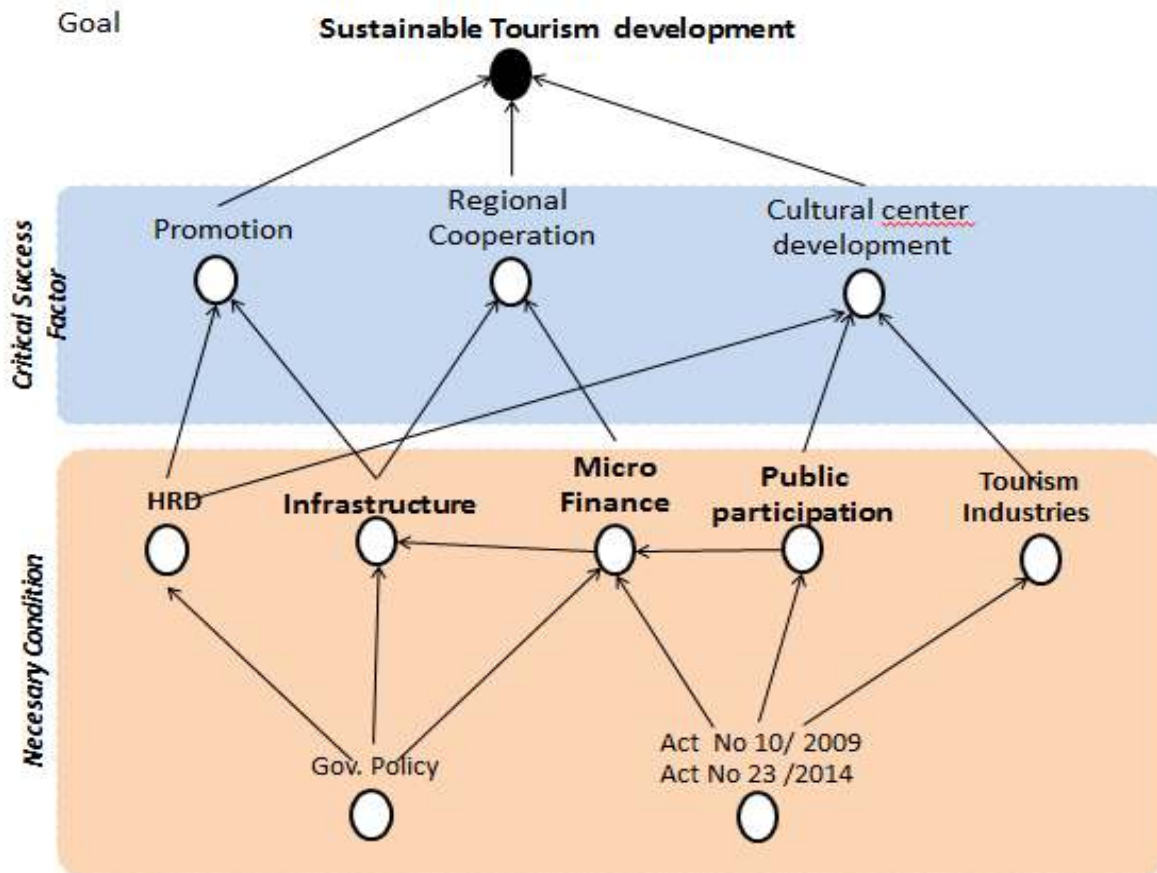 Goal
Sustainable Tourism development
Critical Success
Factor
Promotion
Regional
Cooperation
Cultural center
development
Necesary Condition
HRD
Infrastructure
Micro
Finance
Public
participation
Tourism
Industries
Gov. Policy
Act No 10/ 2009
Act No 23 /2014